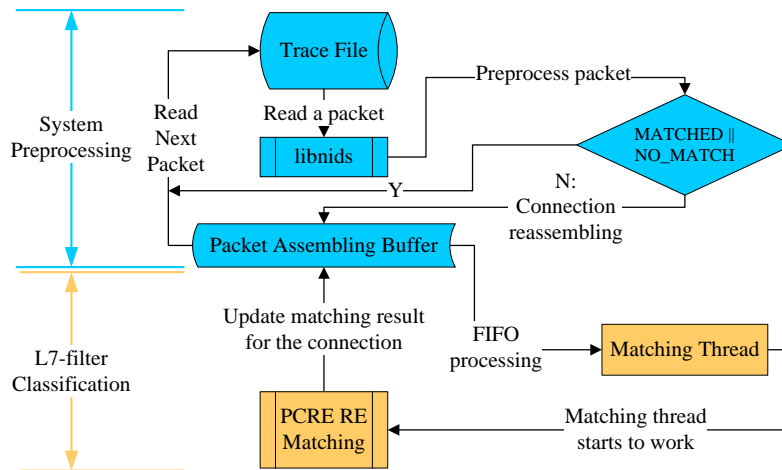 Trace File
Preprocess packet
Read
Next
Packet
Read a packet
System
Preprocessing
libnids
MATCHED ||
NO_MATCH
Y
N:
Connection
reassembling
Packet Assembling Buffer
Update matching result
for the connection
FIFO
processing
Matching Thread
L7-filter
Classification
PCRE RE
Matching
Matching thread
starts to work